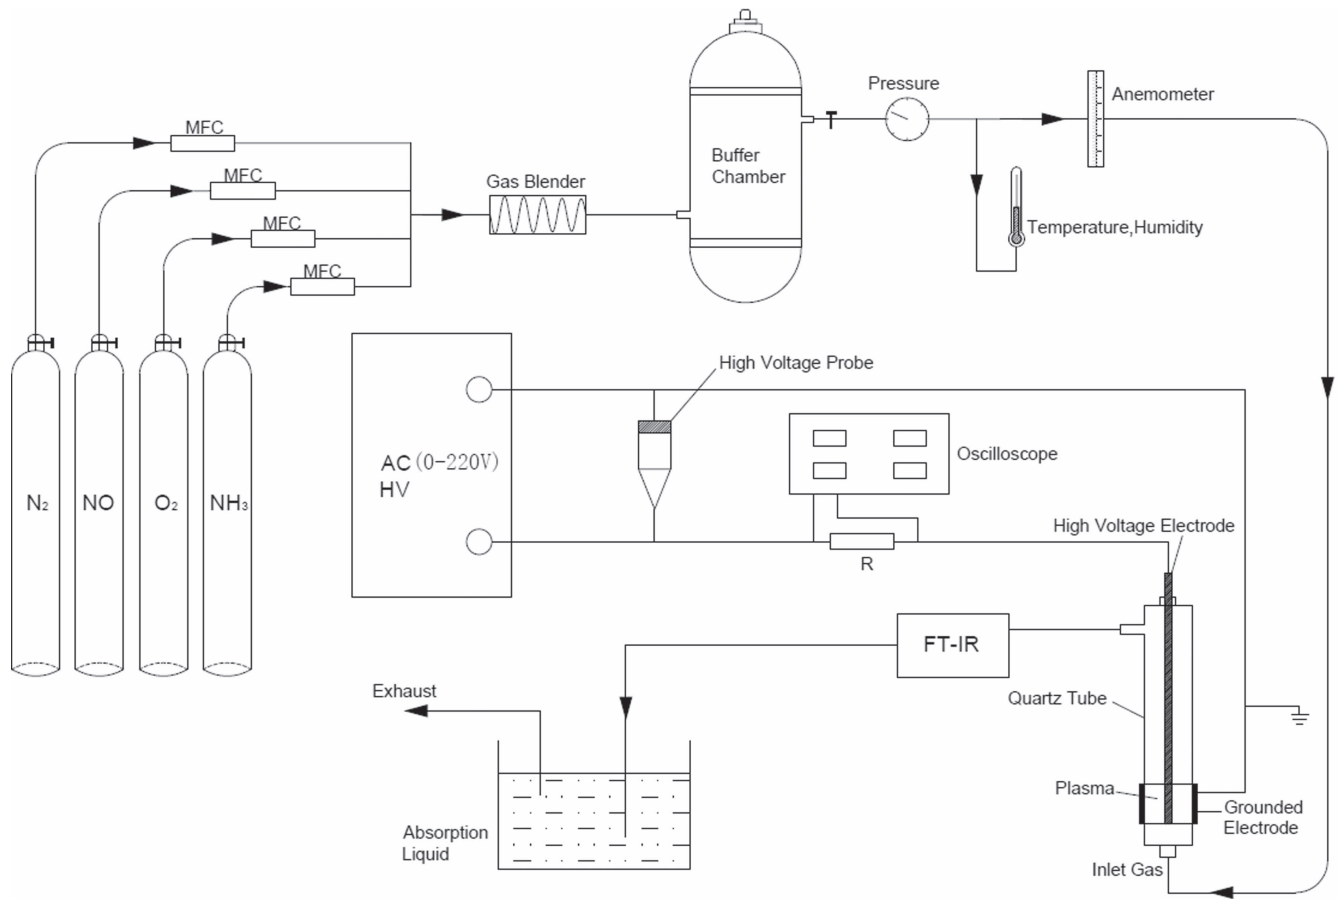 Pressure
Anemometer
MFC
MFC
MFC
MFC
Gas Blender
Buffer
Chamber
Temperature,Humidity
High Voltage Probe
AC(0-220V)
HV
Oscilloscope
N2
NO
O2
NH3
High Voltage Electrode
R
FT-IR
Exhaust
Quartz Tube
Plasma
Grounded
Electrode
Absorption
Liquid
Inlet Gas